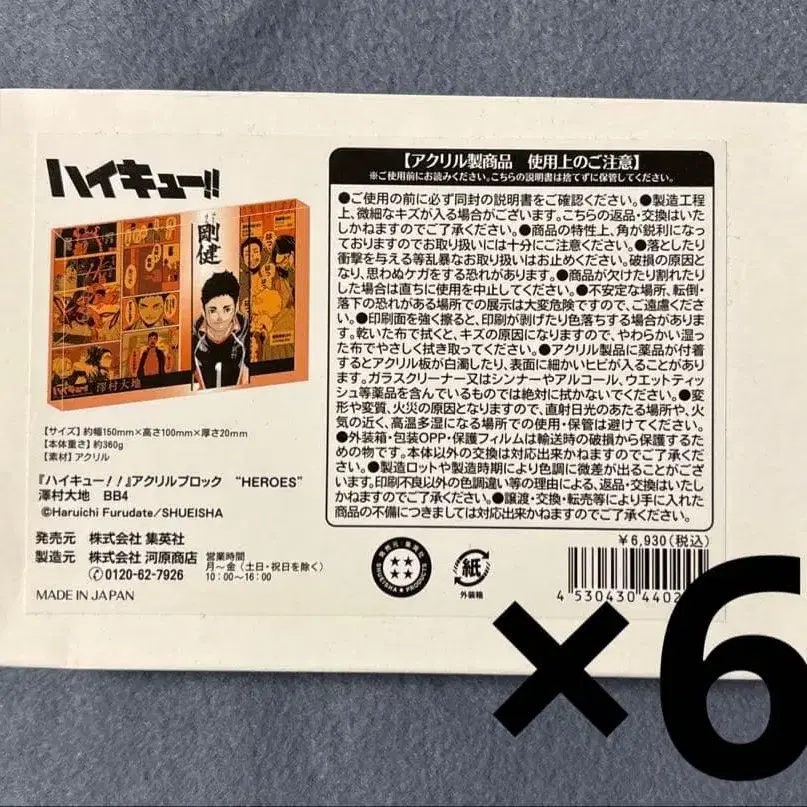 ハイキュー!!
剛健
ハイキュー!! 澤村大地
【サイズ】約幅150mm×高さ100mm×厚さ20mm
【本体重さ】約360g
【素材】アクリル
『ハイキュー!!』アクリルブロック “HEROES”
澤村大地 BB4
©Haruichi Furudate/SHUEISHA
発売元 株式会社 集英社
製造元 株式会社 河原商店
0120-62-7926
営業時間
月～金（土日・祝日を除く）
10:00～16:00
MADE IN JAPAN
【アクリル製商品 使用上のご注意】
※ご使用前にお読みください。こちらの説明書は捨てずに保管してください。
●ご使用の前に必ず同封の説明書をご確認ください。●製造工程
上、微細なキズが入る場合がございます。こちらの返品・交換はいた
しかねますのでご了承ください。●商品の特性上、角が鋭利になっ
ておりますのでお取り扱いには十分にご注意ください。●落としたり
衝撃を与える等乱暴なお取り扱いはお止めください。破損の原因と
なり、思わぬケガをする恐れがあります。●商品が欠けたり割れたり
した場合は直ちに使用を中止してください。●不安定な場所、転倒・
落下の恐れがある場所での展示は大変危険ですので、ご遠慮くださ
い。●印刷面を強く擦ると、印刷が剥げたり色落ちする場合がありま
す。乾いた布で拭くと、キズの原因になりますので、やわらかい湿っ
た布でやさしく拭き取ってください。●アクリル製品に薬品が付着
するとアクリル板が白濁したり、表面に細かいヒビが入ることがあり
ます。ガラスクリーナー又はシンナーやアルコール、ウエットティッ
シュ等薬品を含んでいるものでは絶対に拭かないでください。●変
形や変質、火災の原因となりますので、直射日光のあたる場所や、火
気の近く、高温多湿になる場所での使用・保管は避けてください。
●外装箱・包装OPP・保護フィルムは輸送時の破損から保護するた
めの物です。本体以外の交換は対応出来かねますのでご了承くださ
い。●製造ロットや製造時期により色調に微差が出ることがござい
ます。印刷不良以外の色調違い等の理由による、返品・交換はいたし
かねますのでご了承ください。●譲渡・交換・転売等により手に入れた
商品の不備につきましては対応出来かねますのでご了承ください。
￥6,930(税込)
発売元・集英社
SHUEISHA PRODUCTS
紙
外装箱
4 530430 4402
×6